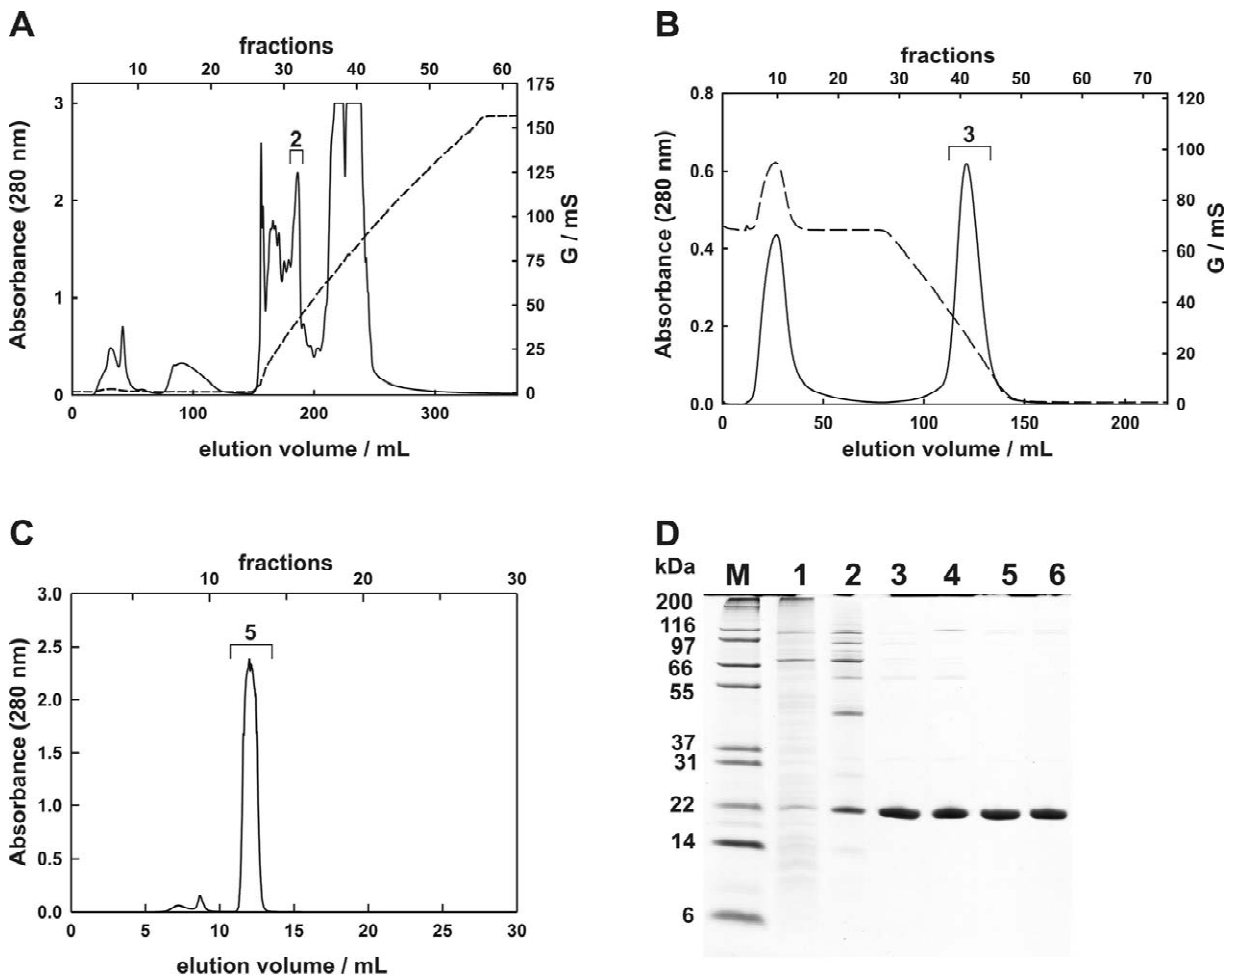 A
fractions
10 20 30 40 50 60
3
2
1
0
Absorbance (280 nm)
2
175
150
125
100
75
50
25
0
G / mS
0 100 200 300
elution volume / mL
B
fractions
10 20 30 40 50 60 70
0.8
0.6
0.4
0.2
0.0
Absorbance (280 nm)
3
120
100
80
60
40
20
0
G / mS
0 50 100 150 200
elution volume / mL
C
fractions
10 20 30
3.0
2.5
2.0
1.5
1.0
0.5
0.0
Absorbance (280 nm)
5
0 5 10 15 20 25 30
elution volume / mL
D
kDa M 1 2 3 4 5 6
200
116
97
66
55
37
31
22
14
6